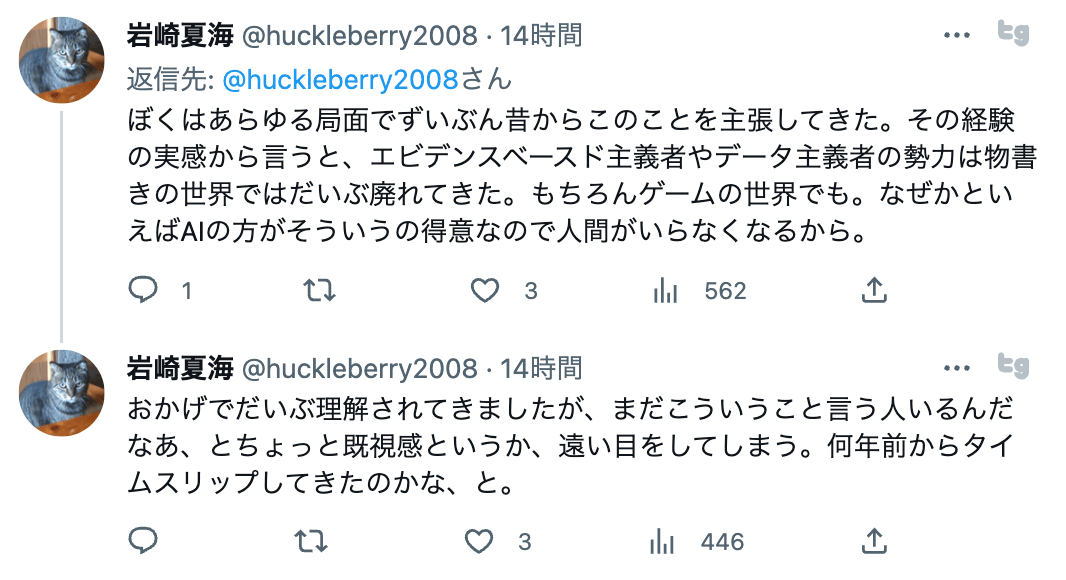 岩崎夏海 @huckleberry2008 · 14時間
返信先: @huckleberry2008さん
ぼくはあらゆる局面でずいぶん昔からこのことを主張してきた。その経験
の実感から言うと、エビデンスベースド主義者やデータ主義者の勢力は物書
きの世界ではだいぶ廃れてきた。もちろんゲームの世界でも。なぜかとい
えばAIの方がそういうの得意なので人間がいらなくなるから。
1 3 562
岩崎夏海 @huckleberry2008 · 14時間
おかげでだいぶ理解されてきましたが、まだこういうこと言う人いるんだ
なあ、とちょっと既視感というか、遠い目をしてしまう。何年前からタイ
ムスリップしてきたのかな、と。
3 446